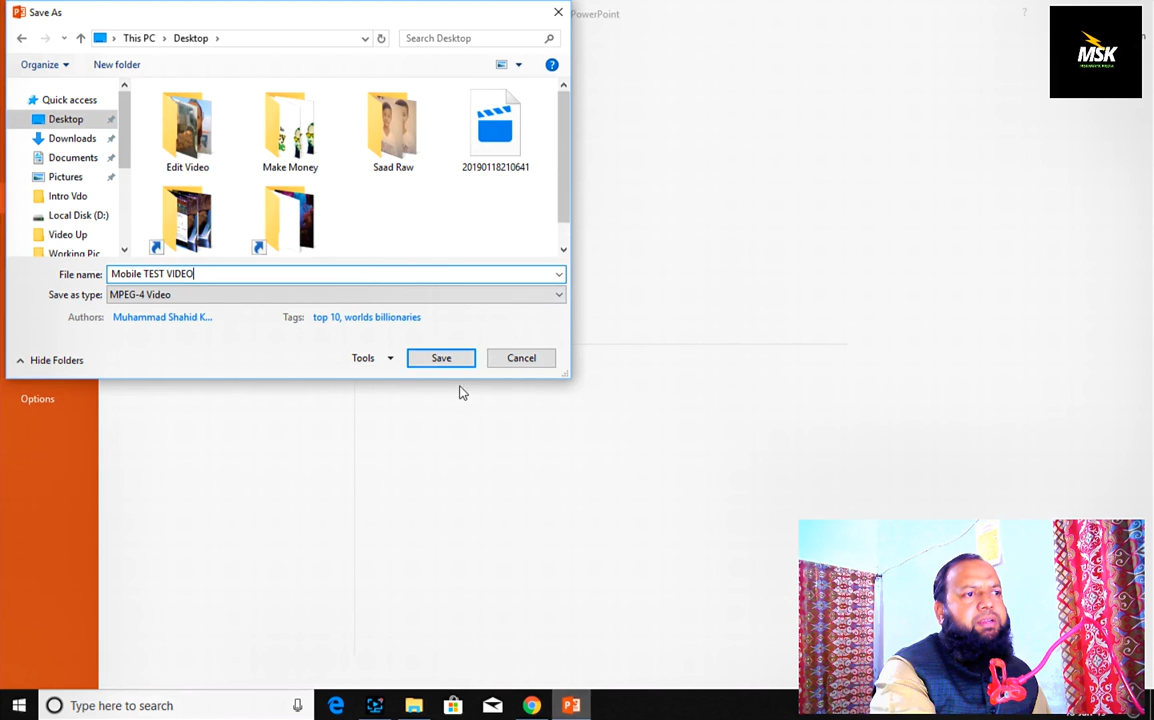 Save As
PowerPoint
?
This PC
Desktop
Search Desktop
MSK
Organize
New folder
?
Quick access
Desktop
Downloads
Documents
Pictures
Intro Vdo
Local Disk (D:)
Video Up
Working Pic
Edit Video
Make Money
Saad Raw
20190118210641
File name:
Mobile TEST VIDEO
Save as type:
MPEG-4 Video
Authors:
Muhammad Shahid K...
Tags:
top 10, worlds billionaries
Hide Folders
Tools
Save
Cancel
Options
Type here to search